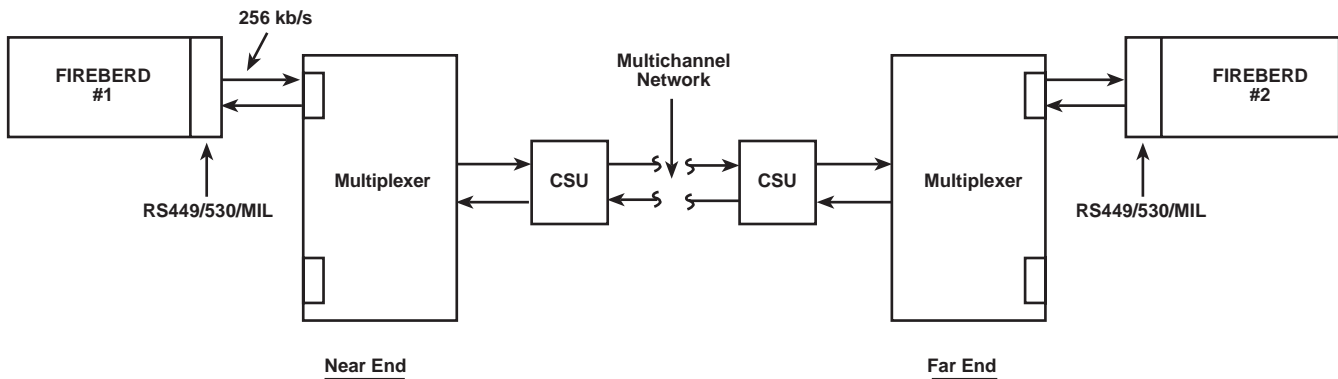 256 kb/s
FIREBERD
#1
RS449/530/MIL
Multiplexer
CSU
Multichannel
Network
CSU
Multiplexer
FIREBERD
#2
RS449/530/MIL
Near End
Far End